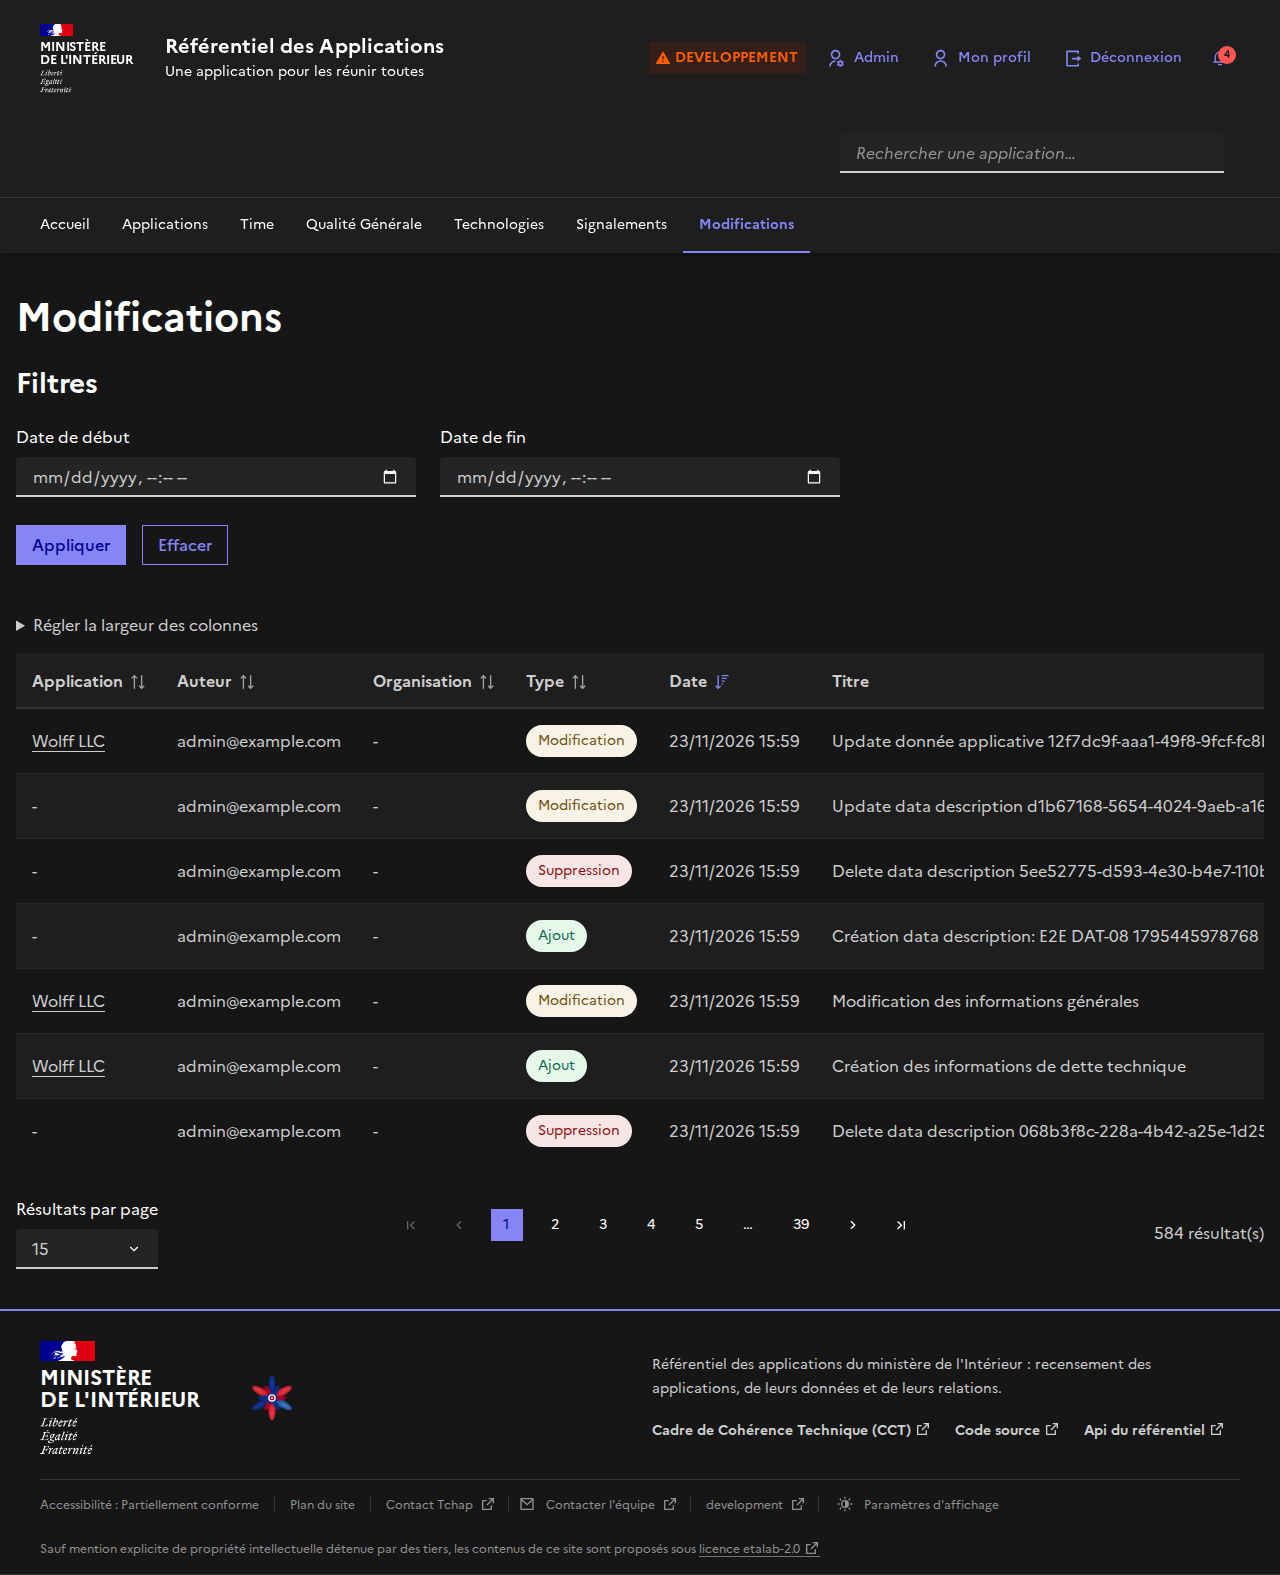 MINISTÈRE
DE L'INTÉRIEUR
Liberté
Égalité
Fraternité
Référentiel des Applications
Une application pour les réunir toutes
DEVELOPPEMENT
Admin
Mon profil
Déconnexion
4
Rechercher une application…
Accueil
Applications
Time
Qualité Générale
Technologies
Signalements
Modifications
Modifications
Filtres
Date de début
Date de fin
mm/dd/yyyy, --:-- --
mm/dd/yyyy, --:-- --
Appliquer
Effacer
Régler la largeur des colonnes
Application Auteur Organisation Type Date Titre
Wolff LLC admin@example.com - Modification 23/11/2026 15:59 Update donnée applicative 12f7dc9f-aaa1-49f8-9fcf-fc8
- admin@example.com - Modification 23/11/2026 15:59 Update data description d1b67168-5654-4024-9aeb-a16
- admin@example.com - Suppression 23/11/2026 15:59 Delete data description 5ee52775-d593-4e30-b4e7-110b
- admin@example.com - Ajout 23/11/2026 15:59 Création data description: E2E DAT-08 1795445978768
Wolff LLC admin@example.com - Modification 23/11/2026 15:59 Modification des informations générales
Wolff LLC admin@example.com - Ajout 23/11/2026 15:59 Création des informations de dette technique
- admin@example.com - Suppression 23/11/2026 15:59 Delete data description 068b3f8c-228a-4b42-a25e-1d25
Résultats par page
15
1 2 3 4 5 … 39
584 résultat(s)
MINISTÈRE
DE L'INTÉRIEUR
Liberté
Égalité
Fraternité
Référentiel des applications du ministère de l'Intérieur : recensement des
applications, de leurs données et de leurs relations.
Cadre de Cohérence Technique (CCT)
Code source
Api du référentiel
Accessibilité : Partiellement conforme
Plan du site
Contact Tchap
Contacter l'équipe
development
Paramètres d'affichage
Sauf mention explicite de propriété intellectuelle détenue par des tiers, les contenus de ce site sont proposés sous licence etalab-2.0